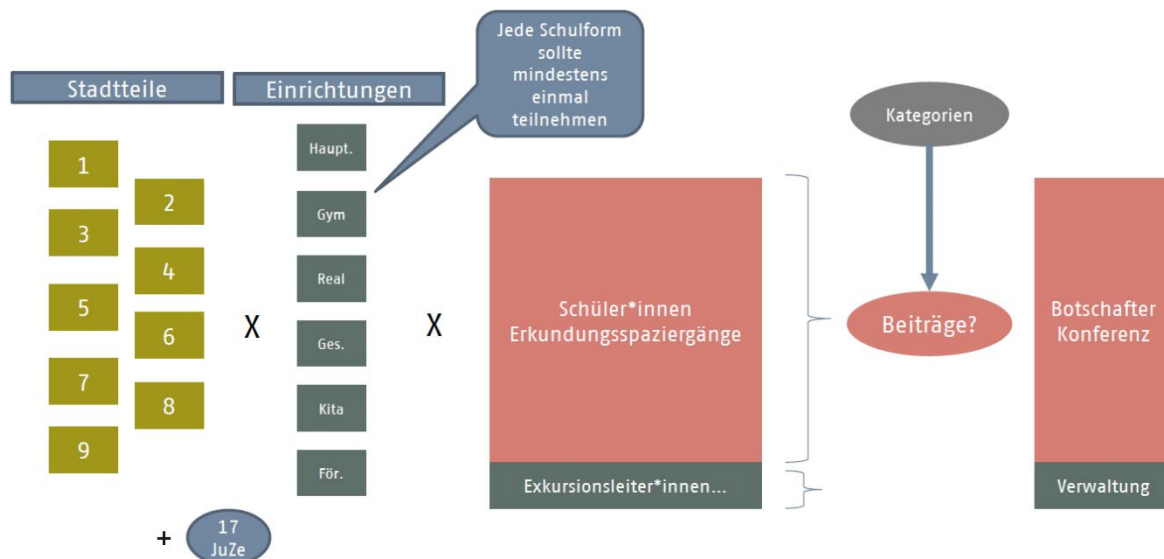 Jede Schulform
sollte
mindestens
einmal
teilnehmen
Stadtteile
Einrichtungen
Kategorien
1
2
3
4
5
6
7
8
9
+
17
JuZe
X
Haupt.
Gym
Real
Ges.
Kita
För.
X
Schüler*innen
Erkundungsspaziergänge
Exkursionsleiter*innen...
Beiträge?
Botschafter
Konferenz
Verwaltung